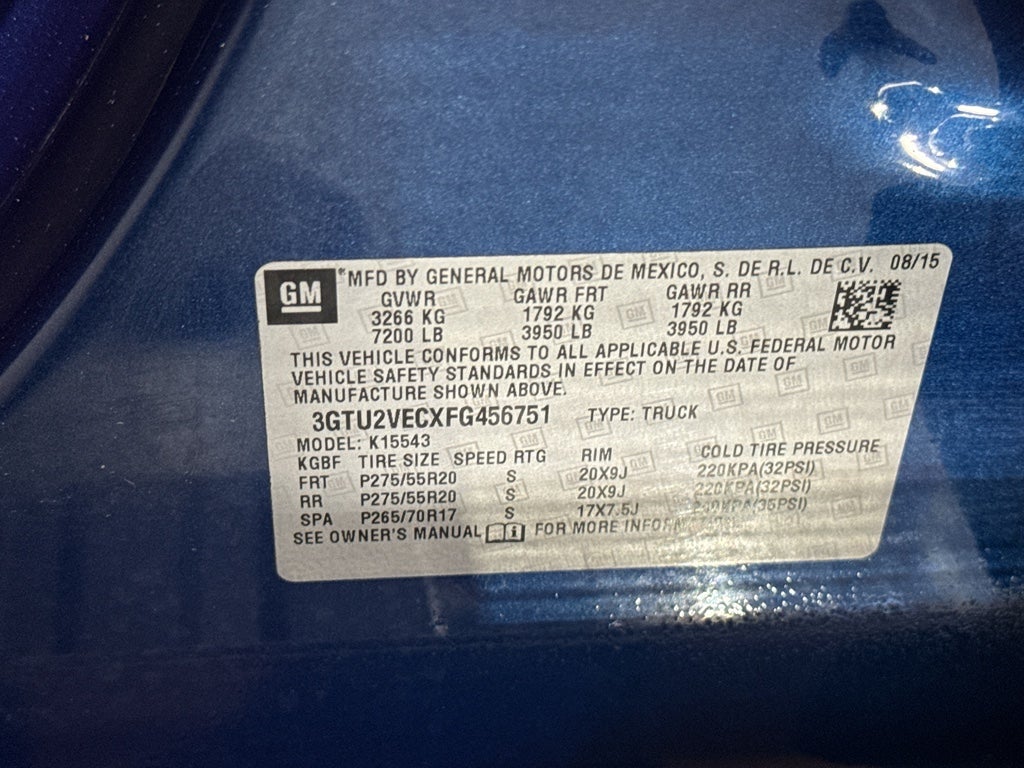 GM *MFD BY GENERAL MOTORS DE MEXICO, S. DE R.L. DE C.V. 08/15
GVWR GAWR FRT GAWR RR
3266 KG 1792 KG 1792 KG
7200 LB 3950 LB 3950 LB
THIS VEHICLE CONFORMS TO ALL APPLICABLE U.S. FEDERAL MOTOR
VEHICLE SAFETY STANDARDS IN EFFECT ON THE DATE OF
MANUFACTURE SHOWN ABOVE.
3GTU2VECXFG456751 TYPE: TRUCK
MODEL: K15543
KGBF TIRE SIZE SPEED RTG RIM COLD TIRE PRESSURE
FRT P275/55R20 S 20X9J 220KPA(32PSI)
RR P275/55R20 S 20X9J 220KPA(32PSI)
SPA P265/70R17 S 17X7.5J 240KPA(35PSI)
SEE OWNER'S MANUAL FOR MORE